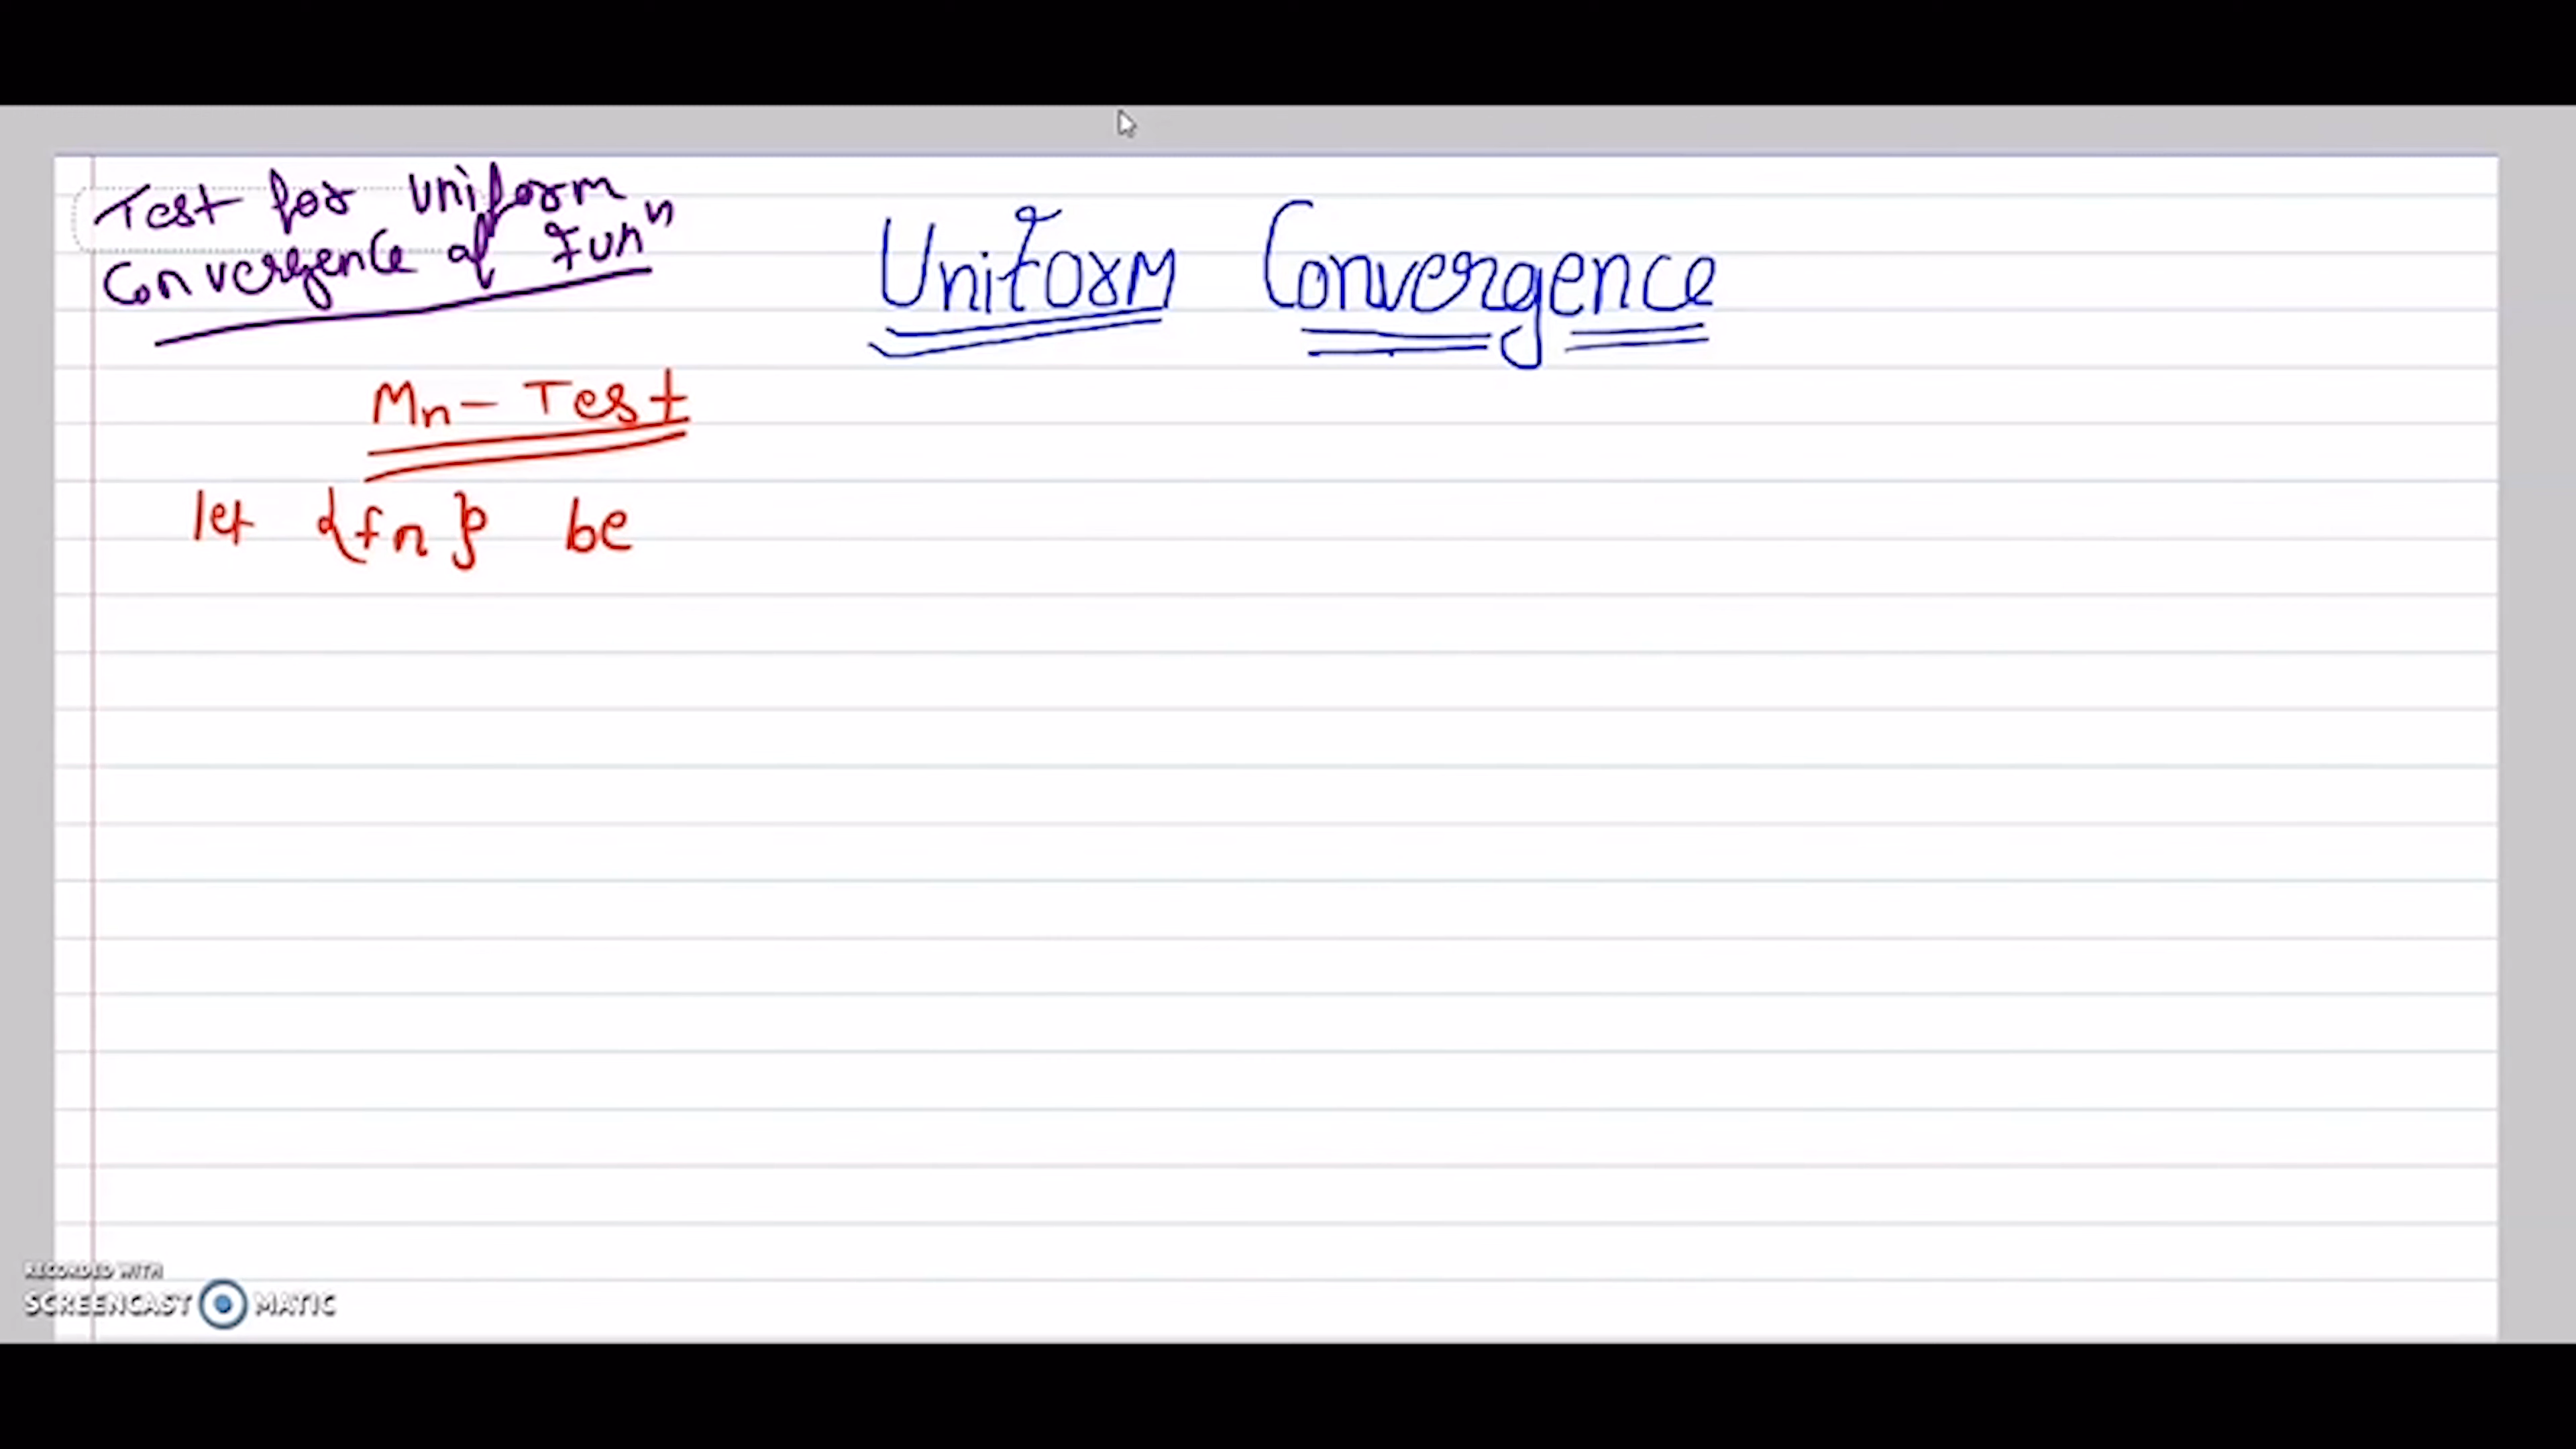 Test for Uniform
Convergence of Funⁿ
Uniform Convergence
Mn - Test
let {fn} be
RECORDED WITH
SCREENCAST MATIC